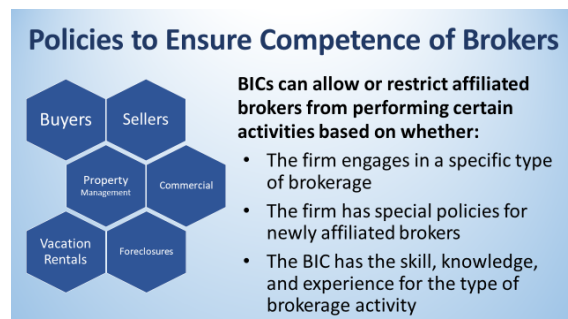 Policies to Ensure Competence of Brokers
Buyers
Sellers
Property
Management
Commercial
Vacation
Rentals
Foreclosures
BICs can allow or restrict affiliated
brokers from performing certain
activities based on whether:
• The firm engages in a specific type
of brokerage
• The firm has special policies for
newly affiliated brokers
• The BIC has the skill, knowledge,
and experience for the type of
brokerage activity